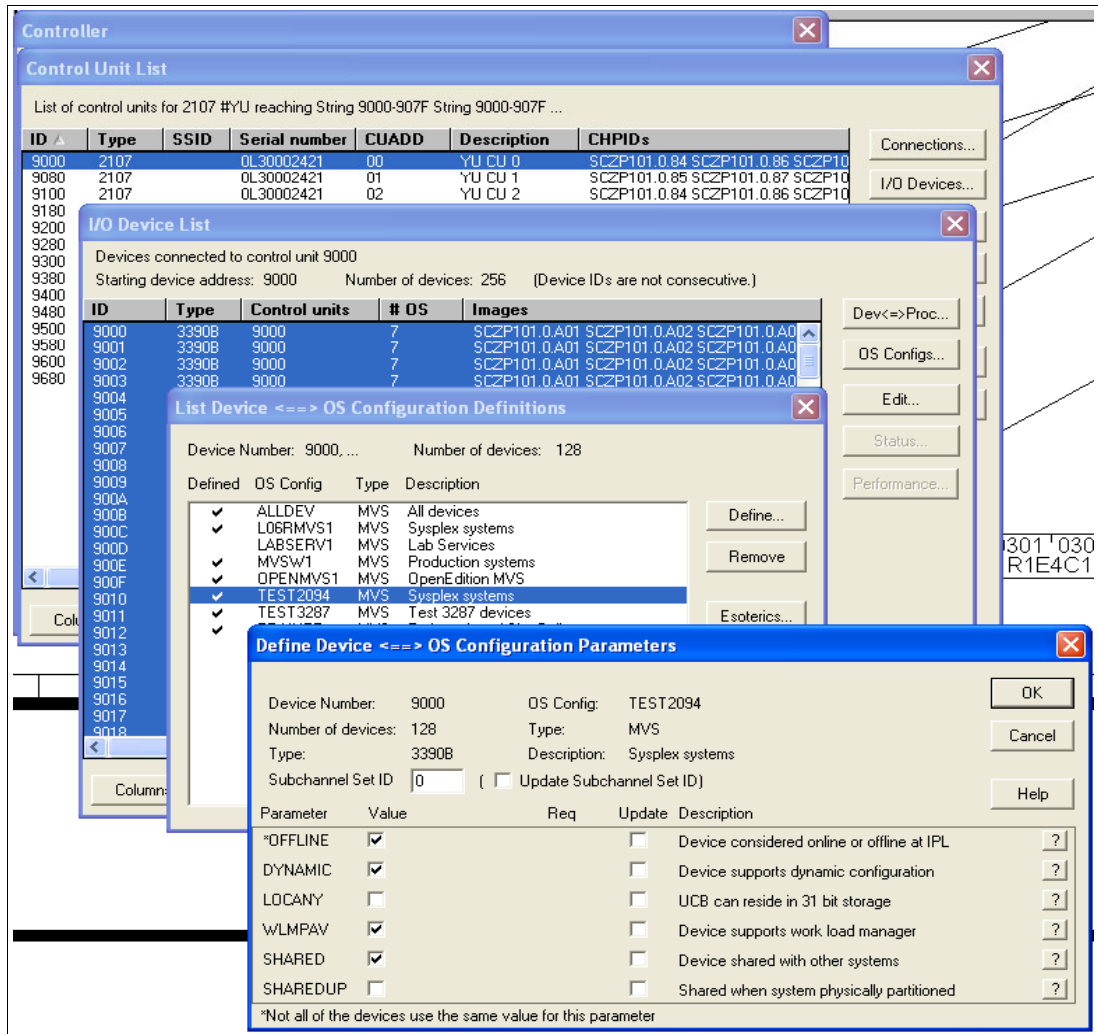 Controller
Control Unit List
List of control units for 2107 #YU reaching String 9000-907F String 9000-907F ...
ID Type SSID Serial number CUADD Description CHPIDs
9000 2107 0L30002421 00 YU CU 0 SCZP101.0.84 SCZP101.0.86 SCZP10
9080 2107 0L30002421 01 YU CU 1 SCZP101.0.85 SCZP101.0.87 SCZP10
9100 2107 0L30002421 02 YU CU 2 SCZP101.0.84 SCZP101.0.86 SCZP10
9180
9200
9280
9300
9380
9400
9480
9500
9580
9600
9680
Connections...
I/O Devices...
I/O Device List
Devices connected to control unit 9000
Starting device address: 9000 Number of devices: 256 (Device IDs are not consecutive.)
ID Type Control units # OS Images
9000 3390B 9000 7 SCZP101.0.A01 SCZP101.0.A02 SCZP101.0.A0
9001 3390B 9000 7 SCZP101.0.A01 SCZP101.0.A02 SCZP101.0.A0
9002 3390B 9000 7 SCZP101.0.A01 SCZP101.0.A02 SCZP101.0.A0
9003 3390B 9000 7 SCZP101.0.A01 SCZP101.0.A02 SCZP101.0.A0
9004
9005
9006
9007
9008
9009
900A
900B
900C
900D
900E
900F
9010
9011
9012
9013
9014
9015
9016
9017
9018
Dev<=>Proc...
OS Configs...
Edit...
Status...
Performance...
Column
List Device <==> OS Configuration Definitions
Device Number: 9000, ... Number of devices: 128
Defined OS Config Type Description
ALLDEV MVS All devices
L06RMVS1 MVS Sysplex systems
LABSERV1 MVS Lab Services
MVSW1 MVS Production systems
OPENMVS1 MVS OpenEdition MVS
TEST2094 MVS Sysplex systems
TEST3287 MVS Test 3287 devices
Define...
Remove
Esoterics...
0301 030
R1E4C1
Colu
Define Device <==> OS Configuration Parameters
Device Number: 9000 OS Config: TEST2094
Number of devices: 128 Type: MVS
Type: 3390B Description: Sysplex systems
Subchannel Set ID 0 ( Update Subchannel Set ID)
OK
Cancel
Help
Parameter Value Req Update Description
*OFFLINE Device considered online or offline at IPL ?
DYNAMIC Device supports dynamic configuration ?
LOCANY UCB can reside in 31 bit storage ?
WLMPAV Device supports work load manager ?
SHARED Device shared with other systems ?
SHAREDUP Shared when system physically partitioned ?
*Not all of the devices use the same value for this parameter